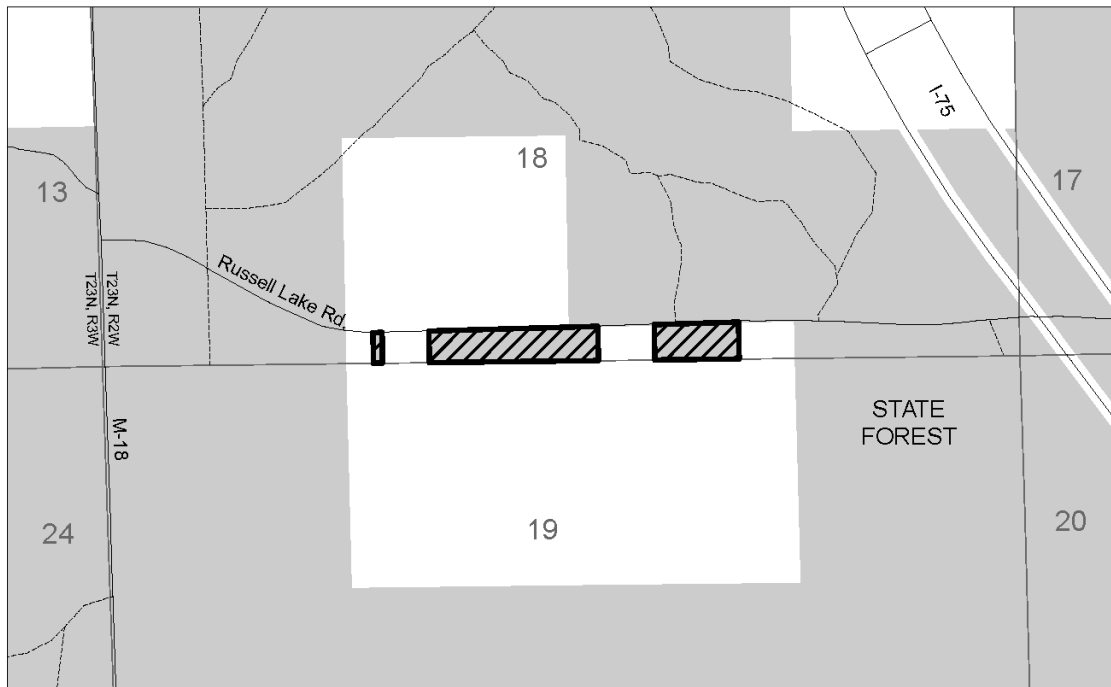 18
I-75
13
17
Russell Lake Rd.
T23N, R3W
T23N, R2W
M-18
STATE
FOREST
24
19
20